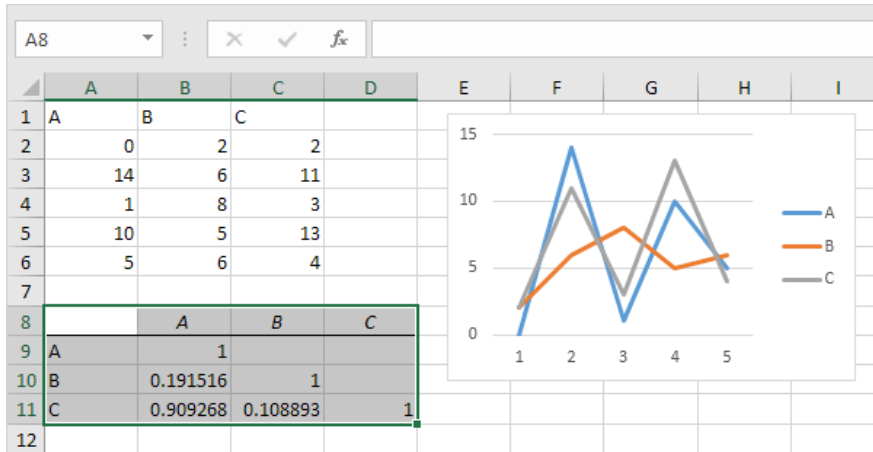 A8 fx
A B C D E F G H I
1 A B C
2 0 2 2
3 14 6 11
4 1 8 3
5 10 5 13
6 5 6 4
7
8 A B C
9 A 1
10 B 0.191516 1
11 C 0.909268 0.108893 1
12
15
10
5
0
1 2 3 4 5
A
B
C